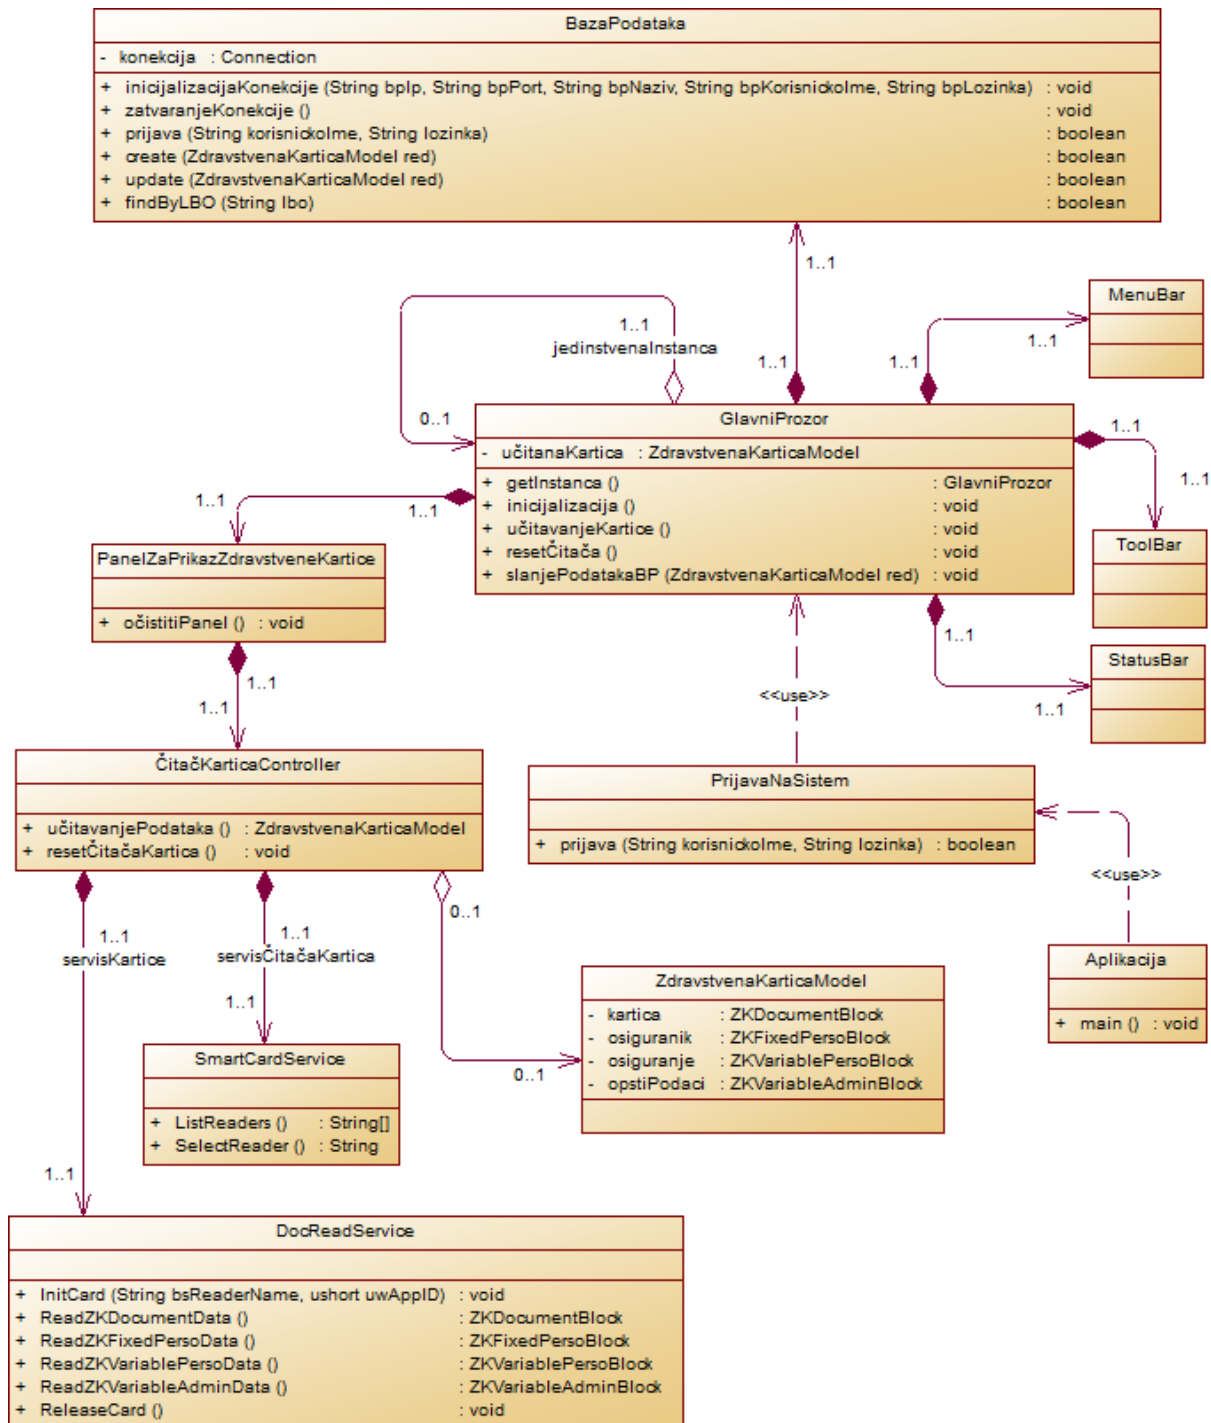 BazaPodataka
- konekcija : Connection
+ inicijalizacijaKonekcije (String bpIp, String bpPort, String bpNaziv, String bpKorisnickoIme, String bpLozinka) : void
+ zatvaranjeKonekcije () : void
+ prijava (String korisnickoIme, String lozinka) : boolean
+ create (ZdravstvenaKarticaModel red) : boolean
+ update (ZdravstvenaKarticaModel red) : boolean
+ findByLBO (String lbo) : boolean
1..1
MenuBar
1..1
1..1
jedinstvenaInstanca
1..1
1..1
0..1
GlavniProzor
- učitanaKartica : ZdravstvenaKarticaModel
+ getInstanca () : GlavniProzor
+ inicijalizacija () : void
+ učitavanjeKartice () : void
+ resetČitača () : void
+ slanjePodatakaBP (ZdravstvenaKarticaModel red) : void
1..1
1..1
ToolBar
1..1
1..1
PanelZaPrikazZdravstveneKartice
+ očistitiPanel () : void
1..1
1..1
StatusBar
1..1
1..1
<<use>>
ČitačKarticaController
+ učitavanjePodataka () : ZdravstvenaKarticaModel
+ resetČitačaKartica () : void
PrijavaNaSistem
+ prijava (String korisnickoIme, String lozinka) : boolean
<<use>>
Aplikacija
+ main () : void
1..1
servisKartice
1..1
servisČitačaKartica
0..1
1..1
0..1
ZdravstvenaKarticaModel
- kartica : ZKDocumentBlock
- osiguranik : ZKFixedPersoBlock
- osiguranje : ZKVariablePersoBlock
- opstiPodaci : ZKVariableAdminBlock
SmartCardService
+ ListReaders () : String[]
+ SelectReader () : String
1..1
DocReadService
+ InitCard (String bsReaderName, ushort uwAppID) : void
+ ReadZKDocumentData () : ZKDocumentBlock
+ ReadZKFixedPersoData () : ZKFixedPersoBlock
+ ReadZKVariablePersoData () : ZKVariablePersoBlock
+ ReadZKVariableAdminData () : ZKVariableAdminBlock
+ ReleaseCard () : void